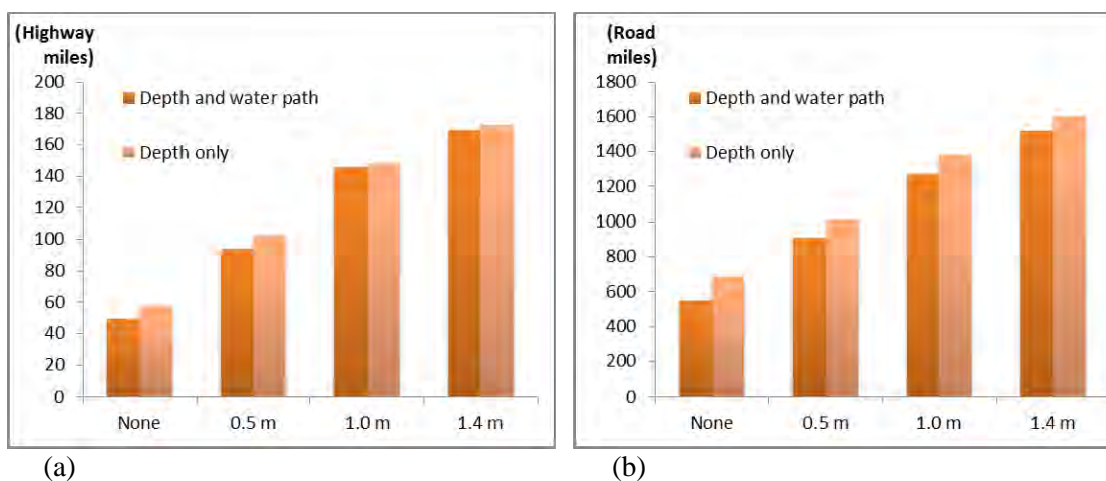 (Highway
miles)
200
180
160
140
120
100
80
60
40
20
0
Depth and water path
Depth only
None 0.5 m 1.0 m 1.4 m
(a)
(Road
miles)
1800
1600
1400
1200
1000
800
600
400
200
0
Depth and water path
Depth only
None 0.5 m 1.0 m 1.4 m
(b)